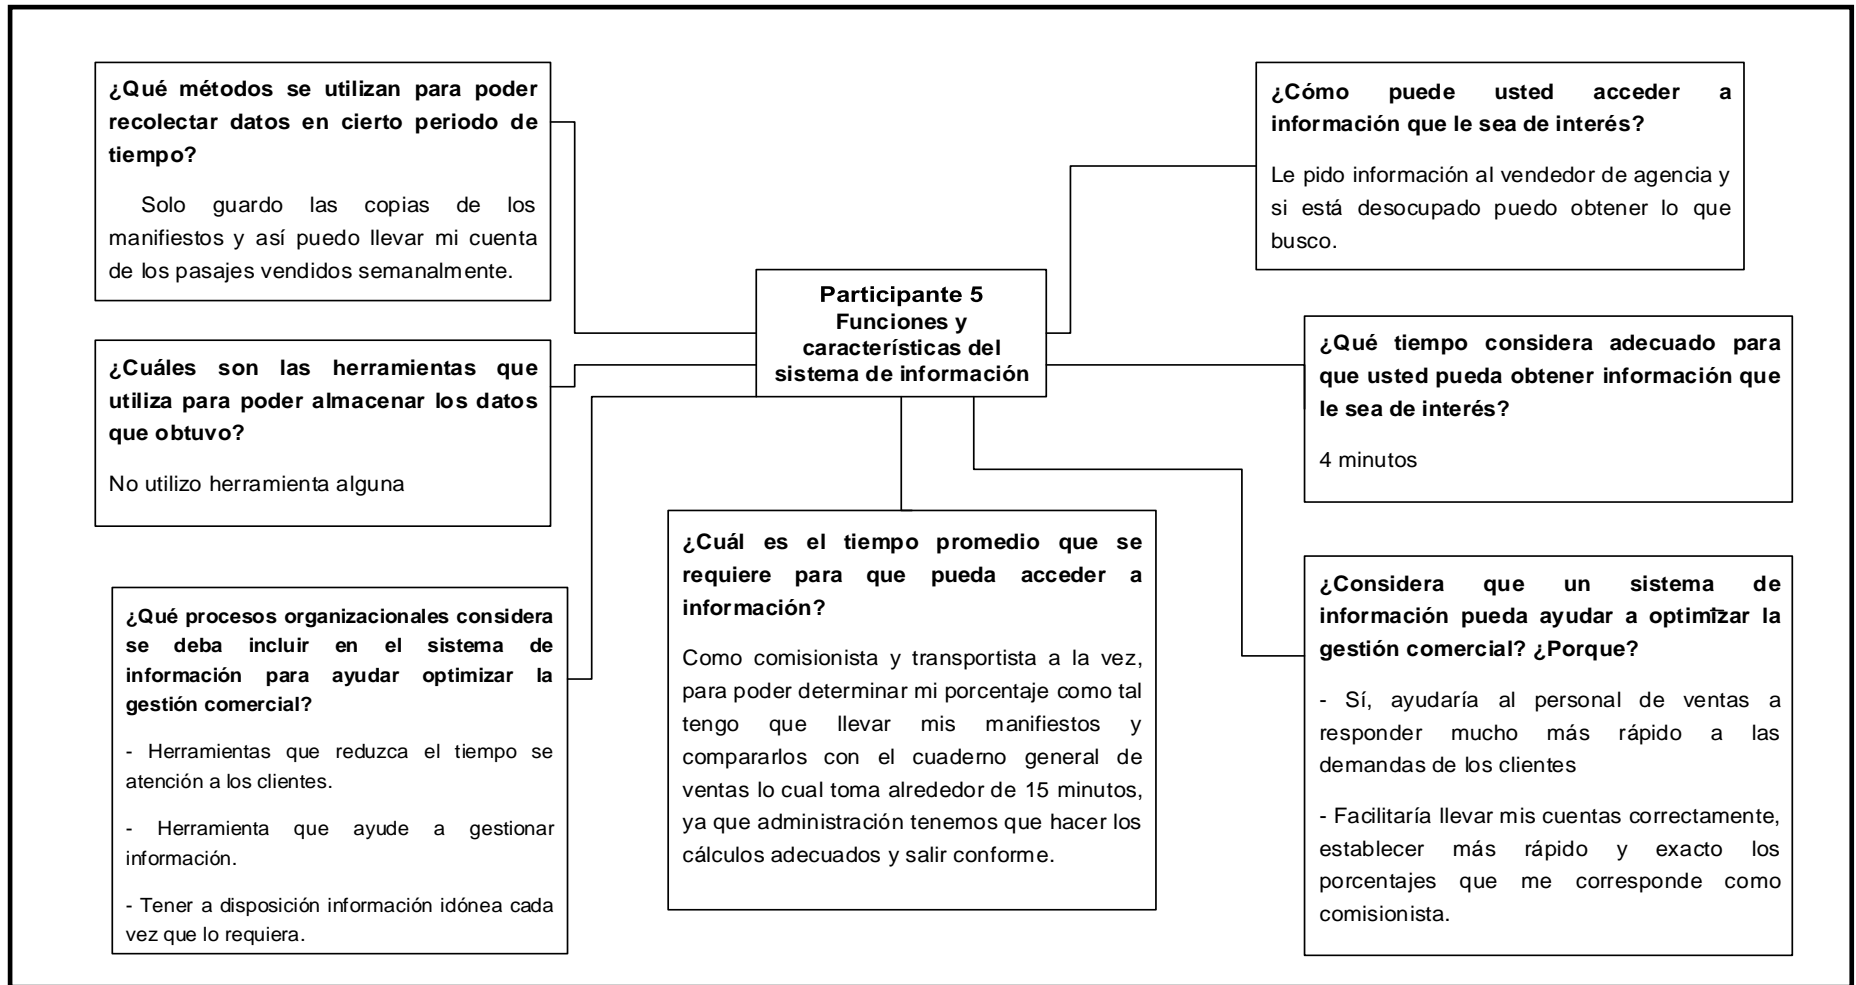 ¿Qué métodos se utilizan para poder
recolectar datos en cierto periodo de
tiempo?
Solo guardo las copias de los
manifiestos y así puedo llevar mi cuenta
de los pasajes vendidos semanalmente.
¿Cuáles son las herramientas que
utiliza para poder almacenar los datos
que obtuvo?
No utilizo herramienta alguna
¿Qué procesos organizacionales considera
se deba incluir en el sistema de
información para ayudar optimizar la
gestión comercial?
- Herramientas que reduzca el tiempo se
atención a los clientes.
- Herramienta que ayude a gestionar
información.
- Tener a disposición información idónea cada
vez que lo requiera.
Participante 5
Funciones y
características del
sistema de información
¿Cuál es el tiempo promedio que se
requiere para que pueda acceder a
información?
Como comisionista y transportista a la vez,
para poder determinar mi porcentaje como tal
tengo que llevar mis manifiestos y
compararlos con el cuaderno general de
ventas lo cual toma alrededor de 15 minutos,
ya que administración tenemos que hacer los
cálculos adecuados y salir conforme.
¿Cómo puede usted acceder a
información que le sea de interés?
Le pido información al vendedor de agencia y
si está desocupado puedo obtener lo que
busco.
¿Qué tiempo considera adecuado para
que usted pueda obtener información que
le sea de interés?
4 minutos
¿Considera que un sistema de
información pueda ayudar a optimizar la
gestión comercial? ¿Porque?
- Sí, ayudaría al personal de ventas a
responder mucho más rápido a las
demandas de los clientes
- Facilitaría llevar mis cuentas correctamente,
establecer más rápido y exacto los
porcentajes que me corresponde como
comisionista.